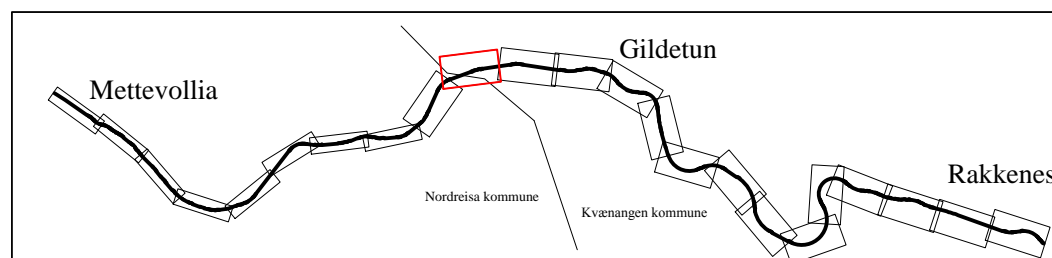 Gildetun
Mettevollia
Rakkenes
Nordreisa kommune
Kvænangen kommune